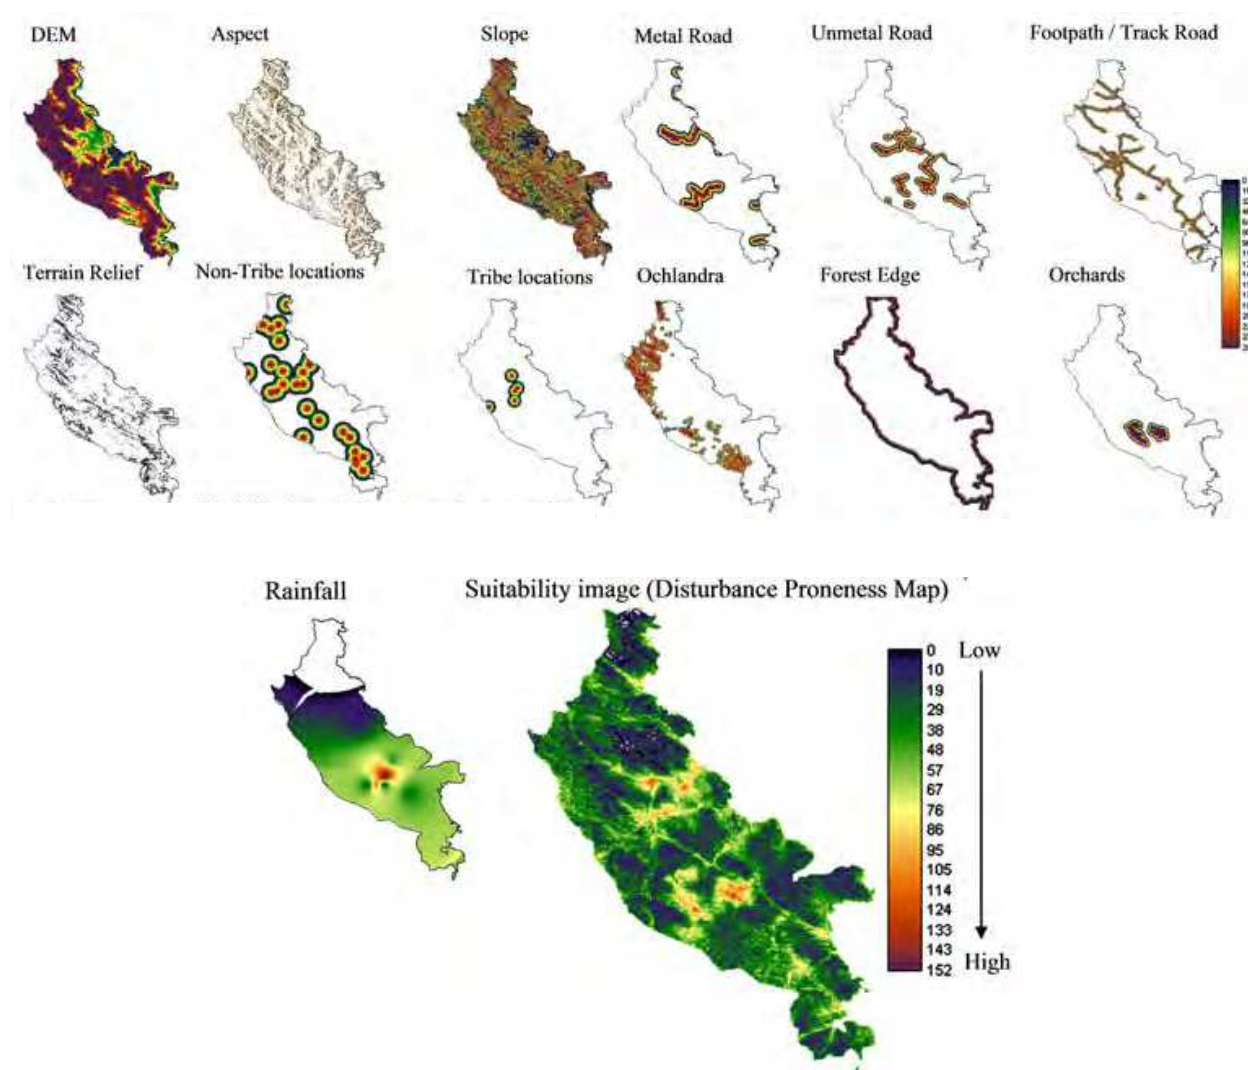 DEM
Aspect
Slope
Metal Road
Unmetal Road
Footpath / Track Road
Terrain Relief
Non-Tribe locations
Tribe locations
Ochlandra
Forest Edge
Orchards
Rainfall
Suitability image (Disturbance Proneness Map)
0
10
19
29
38
48
57
67
76
86
95
105
114
124
133
143
152
Low
High